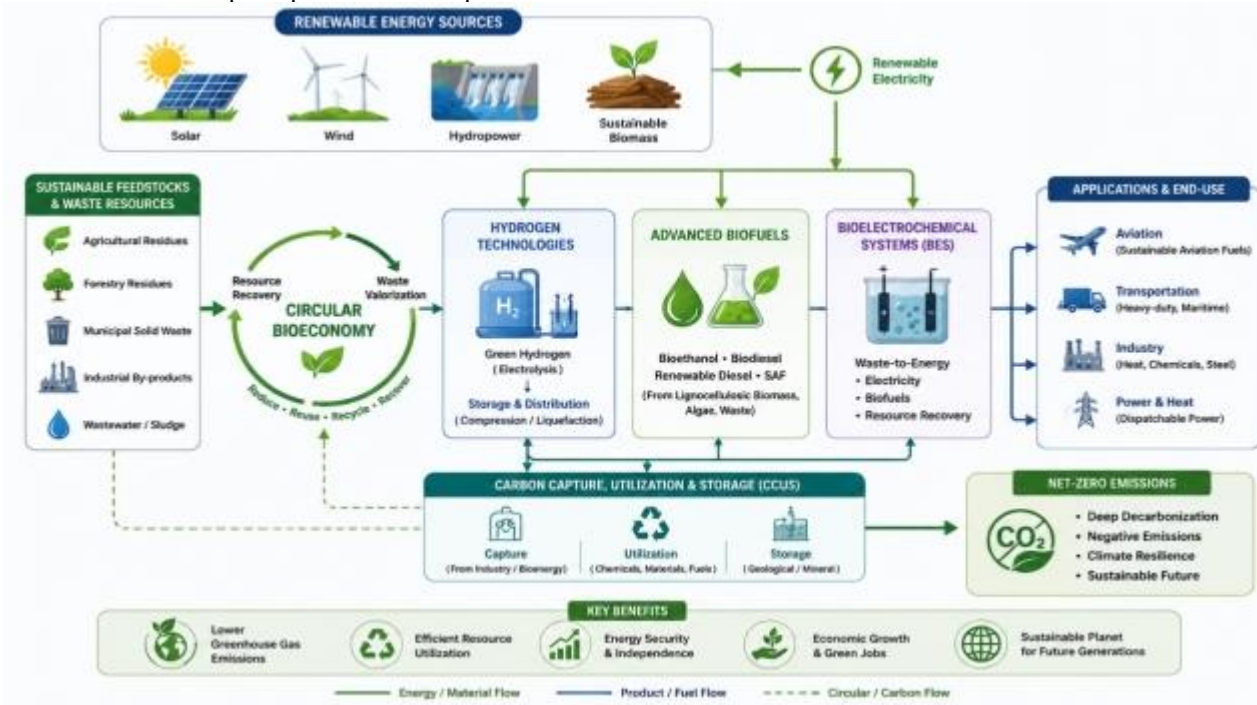 RENEWABLE ENERGY SOURCES
Solar
Wind
Hydropower
Sustainable
Biomass
Renewable
Electricity
SUSTAINABLE FEEDSTOCKS
& WASTE RESOURCES
Agricultural Residues
Forestry Residues
Municipal Solid Waste
Industrial By-products
Wastewater / Sludge
Resource
Recovery
Waste
Valorization
CIRCULAR
BIOECONOMY
Reduce • Reuse • Recycle • Recover
HYDROGEN
TECHNOLOGIES
H2
Green Hydrogen
(Electrolysis)
↓
Storage & Distribution
(Compression / Liquefaction)
ADVANCED BIOFUELS
Bioethanol • Biodiesel
Renewable Diesel • SAF
(From Lignocellulosic Biomass,
Algae, Waste)
BIOELECTROCHEMICAL
SYSTEMS (BES)
Waste-to-Energy
• Electricity
• Biofuels
• Resource Recovery
APPLICATIONS & END-USE
Aviation
(Sustainable Aviation Fuels)
Transportation
(Heavy-duty, Maritime)
Industry
(Heat, Chemicals, Steel)
Power & Heat
(Dispatchable Power)
CARBON CAPTURE, UTILIZATION & STORAGE (CCUS)
Capture
(From Industry / Bioenergy)
Utilization
(Chemicals, Materials, Fuels)
Storage
(Geological / Mineral)
NET-ZERO EMISSIONS
CO2
• Deep Decarbonization
• Negative Emissions
• Climate Resilience
• Sustainable Future
KEY BENEFITS
Lower
Greenhouse Gas
Emissions
Efficient Resource
Utilization
Energy Security
& Independence
Economic Growth
& Green Jobs
Sustainable Planet
for Future Generations
Energy / Material Flow
Product / Fuel Flow
Circular / Carbon Flow